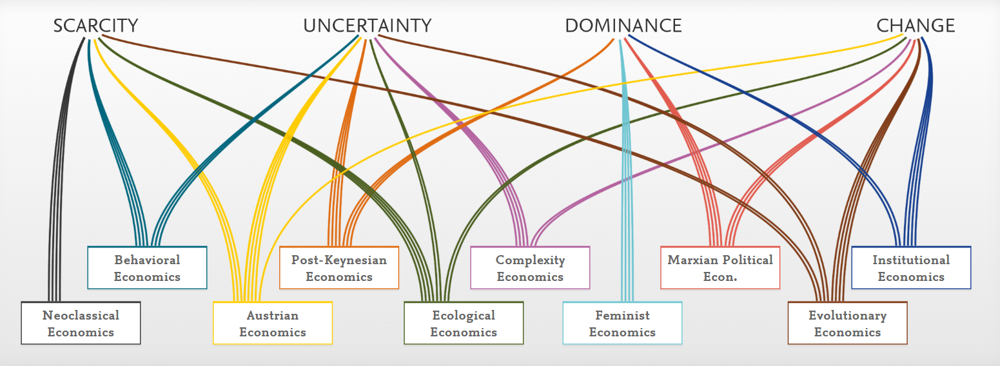 SCARCITY
UNCERTAINTY
DOMINANCE
CHANGE
Behavioral
Economics
Post-Keynesian
Economics
Complexity
Economics
Marxian Political
Econ.
Institutional
Economics
Neoclassical
Economics
Austrian
Economics
Ecological
Economics
Feminist
Economics
Evolutionary
Economics